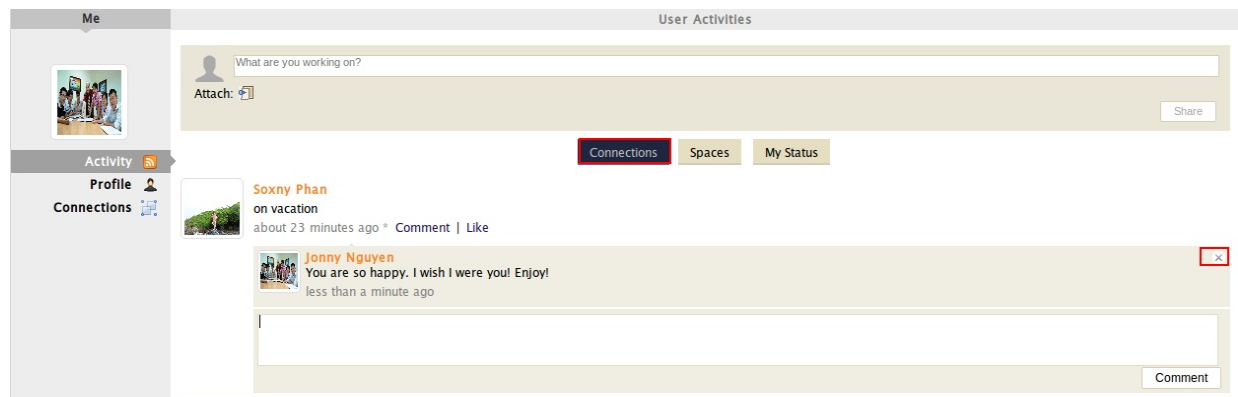 Me
User Activities
What are you working on?
Attach:
Share
Activity
Profile
Connections
Connections Spaces My Status
Soxny Phan
on vacation
about 23 minutes ago * Comment | Like
Jonny Nguyen
You are so happy. I wish I were you! Enjoy!
less than a minute ago
Comment